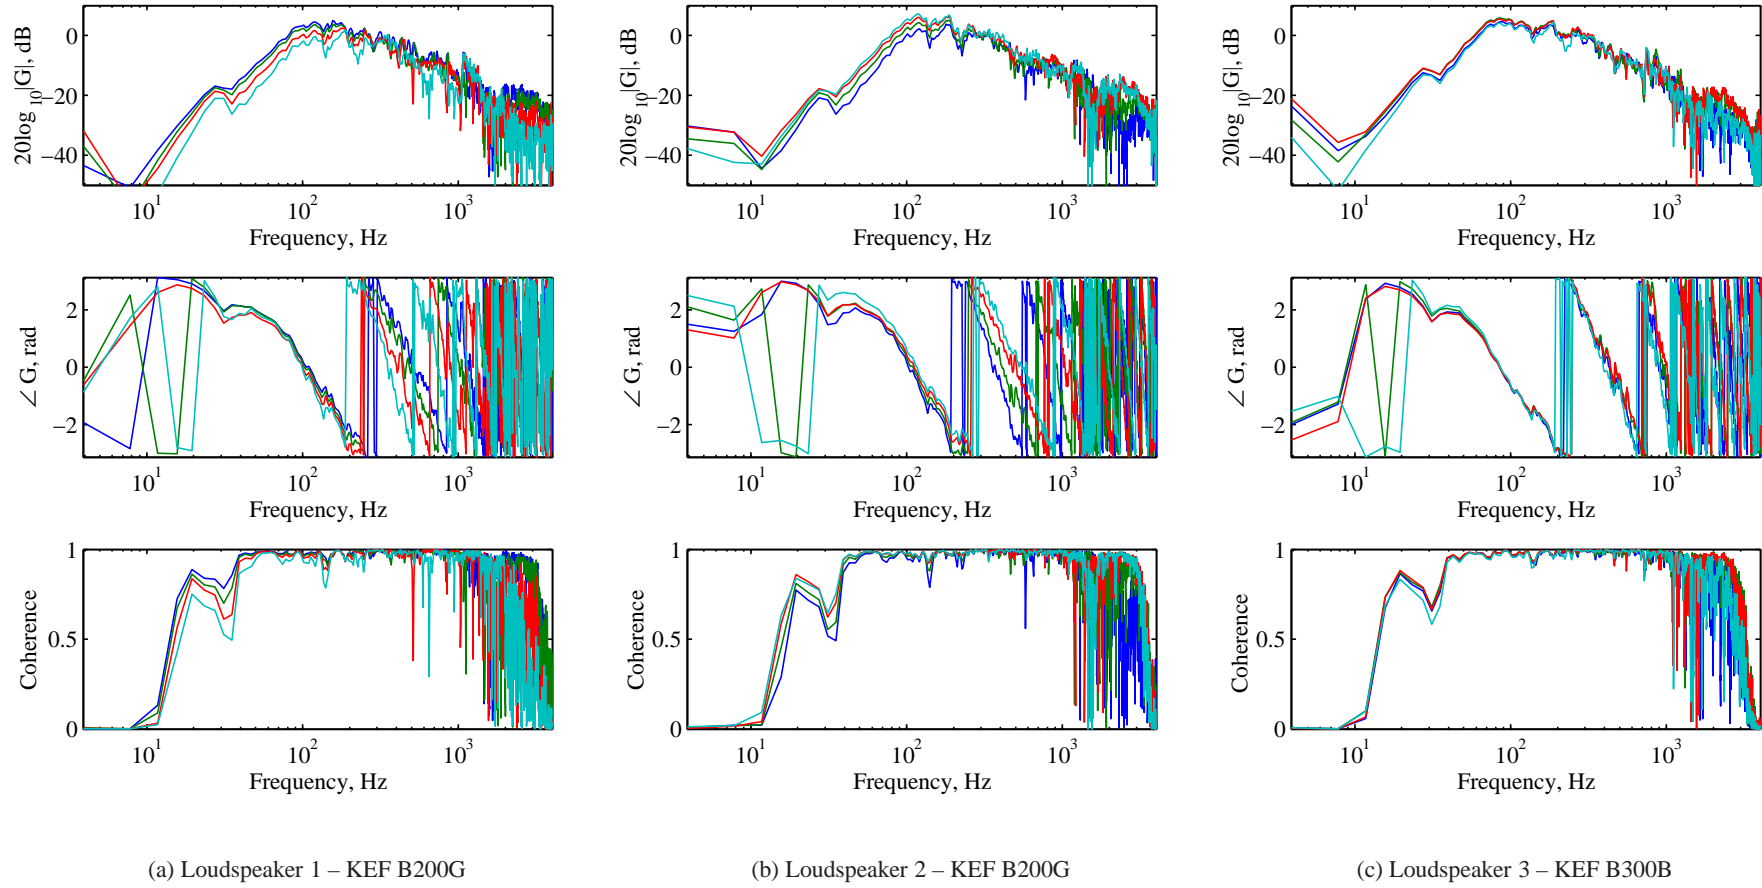 20log 10|G|, dB
0
−20
−40
10^1
10^2
10^3
Frequency, Hz
20log 10|G|, dB
0
−20
−40
10^1
10^2
10^3
Frequency, Hz
20log 10|G|, dB
0
−20
−40
10^1
10^2
10^3
Frequency, Hz
∠ G, rad
2
0
−2
10^1
10^2
10^3
Frequency, Hz
∠ G, rad
2
0
−2
10^1
10^2
10^3
Frequency, Hz
∠ G, rad
2
0
−2
10^1
10^2
10^3
Frequency, Hz
Coherence
1
0.5
0
10^1
10^2
10^3
Frequency, Hz
Coherence
1
0.5
0
10^1
10^2
10^3
Frequency, Hz
Coherence
1
0.5
0
10^1
10^2
10^3
Frequency, Hz
(a) Loudspeaker 1 – KEF B200G
(b) Loudspeaker 2 – KEF B200G
(c) Loudspeaker 3 – KEF B300B